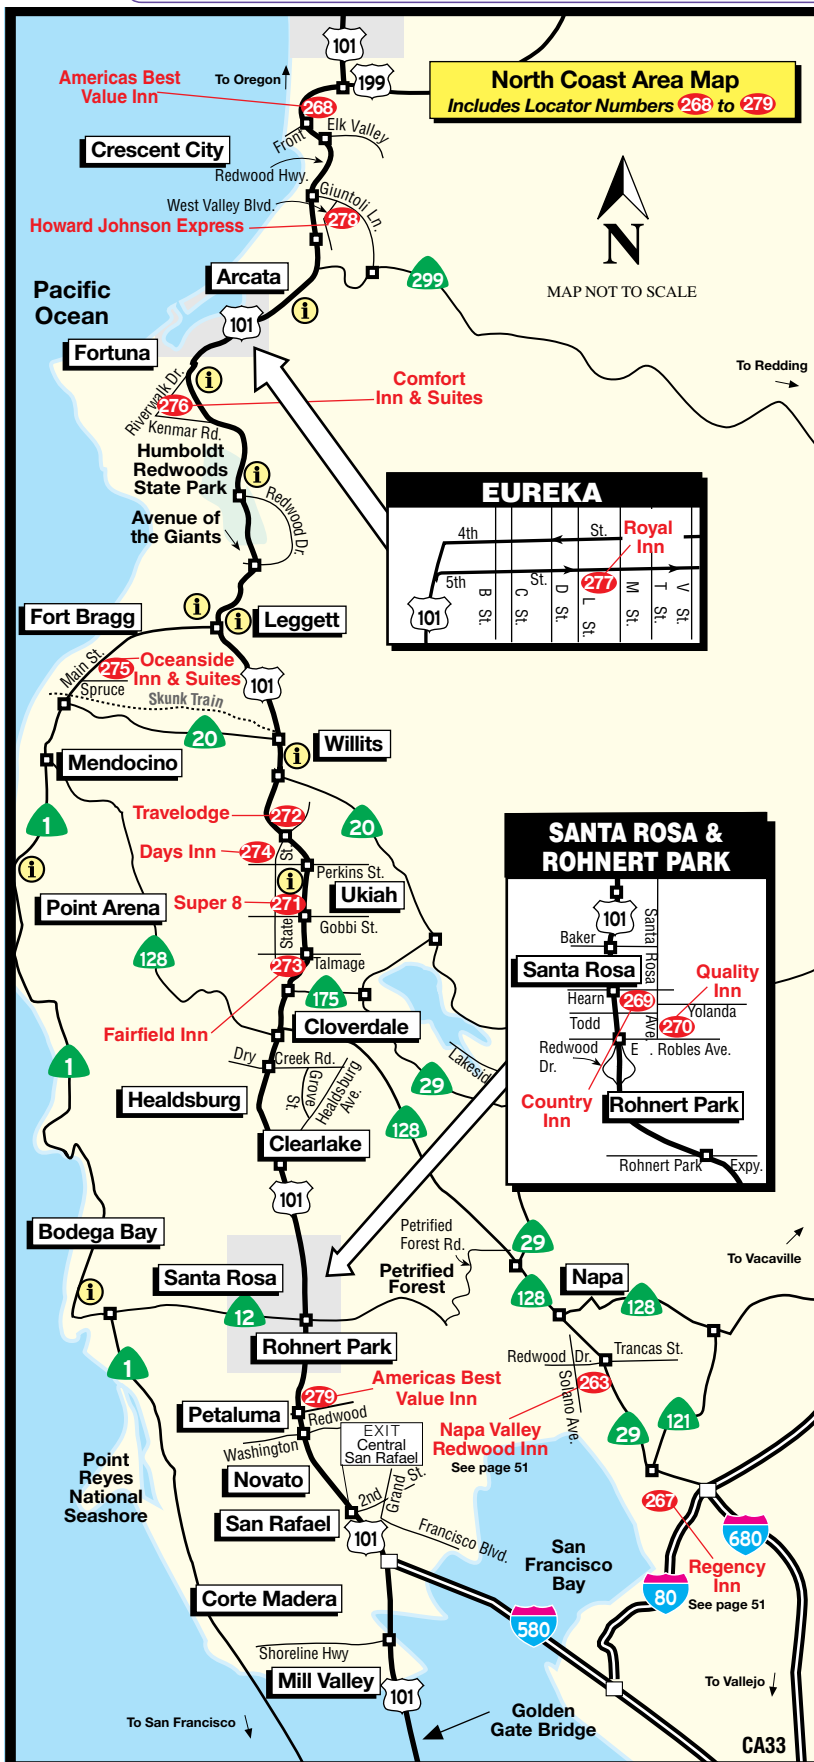 101
199
North Coast Area Map
Includes Locator Numbers 268 to 279
Americas Best
Value Inn
To Oregon
268
Front
Elk Valley
Crescent City
Redwood Hwy.
Giuntoli Ln.
West Valley Blvd.
Howard Johnson Express
278
N
MAP NOT TO SCALE
Arcata
299
Pacific
Ocean
i
101
Fortuna
To Redding
i
Riverwalk Dr.
276
Comfort
Inn & Suites
Kenmar Rd.
Humboldt
Redwoods
State Park
i
Redwood Dr.
Avenue of
the Giants
EUREKA
4th
St.
Royal
Inn
5th
St.
277
101
B St.
C St.
D St.
L St.
M St.
T St.
V St.
Fort Bragg
i
i
Leggett
Main St.
275
Oceanside
Inn & Suites
Spruce
101
Skunk Train
20
Willits
i
Mendocino
1
Travelodge
272
20
Days Inn
274
St.
i
Perkins St.
i
Ukiah
Point Arena
Super 8
271
State
Gobbi St.
128
273
Talmage
175
Fairfield Inn
Cloverdale
1
Dry
Creek Rd.
Lakesid
29
Grove St.
Healdsburg Ave.
Healdsburg
128
Clearlake
101
SANTA ROSA &
ROHNERT PARK
101
Santa Rosa
Ave.
Baker
Santa Rosa
Quality
Inn
Hearn
269
Yolanda
Todd
270
Redwood
Dr.
E . Robles Ave.
Country
Inn
Rohnert Park
Rohnert Park
Expy.
Bodega Bay
Petrified
Forest Rd.
29
To Vacaville
Santa Rosa
Petrified
Forest
Napa
i
12
128
128
Rohnert Park
1
Redwood Dr.
Trancas St.
Americas Best
Value Inn
279
Solano Ave.
263
Petaluma
Redwood
EXIT
Central
San Rafael
Napa Valley
Redwood Inn
See page 51
29
121
Washington
Point
Reyes
National
Seashore
Novato
2nd
St.
Grand
267
San Rafael
101
Francisco Blvd.
San
Francisco
Bay
680
Regency
Inn
See page 51
80
Corte Madera
580
Shoreline Hwy
Mill Valley
101
To Vallejo
To San Francisco
Golden
Gate Bridge
CA33